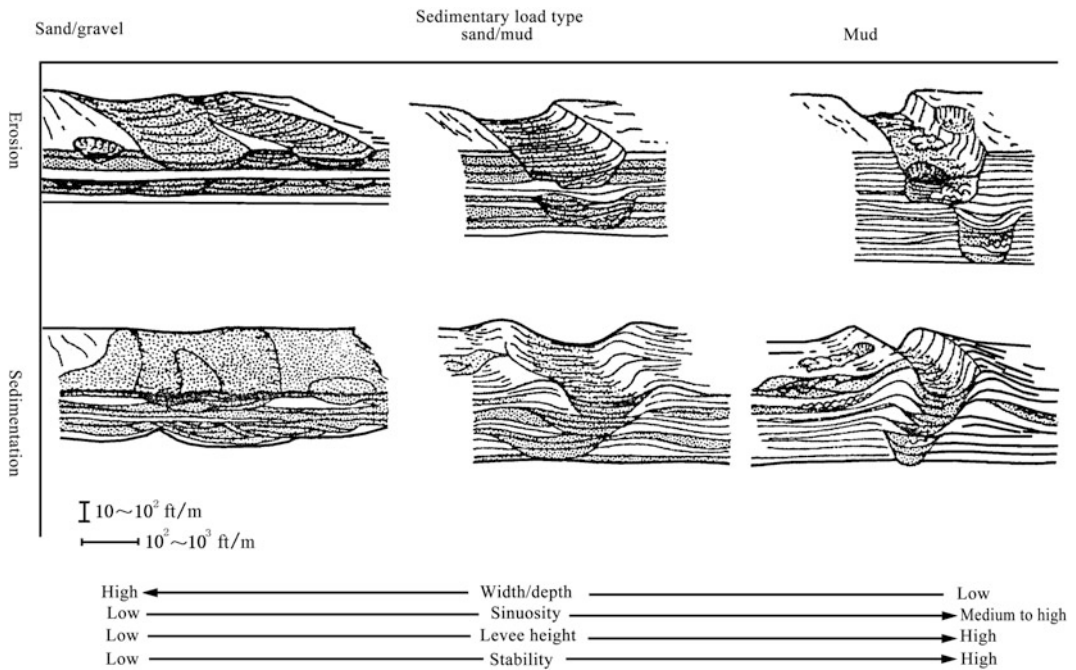 Sand/gravel
Sedimentary load type
sand/mud
Mud
Erosion
Sedimentation
10～10² ft/m
10²～10³ ft/m
High Width/depth Low
Low Sinuosity Medium to high
Low Levee height High
Low Stability High